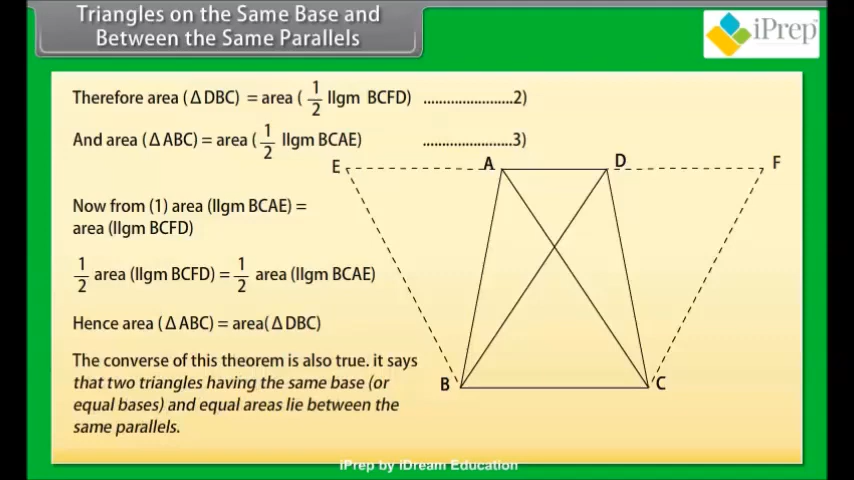 Triangles on the Same Base and
Between the Same Parallels
iPrep
Therefore area ( Δ DBC) = area ( 1/2 llgm BCFD) .......................2)
And area ( Δ ABC) = area ( 1/2 llgm BCAE) .......................3)
E A D F
Now from (1) area (llgm BCAE) =
area (llgm BCFD)
1/2 area (llgm BCFD) = 1/2 area (llgm BCAE)
Hence area ( Δ ABC) = area( Δ DBC)
The converse of this theorem is also true. it says
that two triangles having the same base (or
equal bases) and equal areas lie between the
same parallels.
B C
iPrep by iDream Education